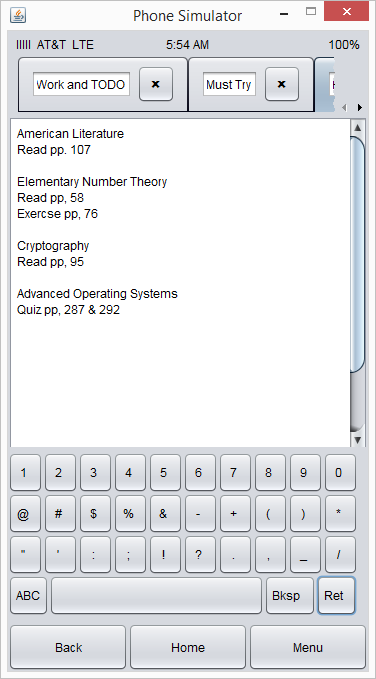 Phone Simulator
IIIII AT&T LTE 5:54 AM 100%
Work and TODO x Must Try x
American Literature
Read pp. 107
Elementary Number Theory
Read pp, 58
Exercse pp, 76
Cryptography
Read pp, 95
Advanced Operating Systems
Quiz pp, 287 & 292
1 2 3 4 5 6 7 8 9 0
@ # $ % & - + ( ) *
" ' : ; ! ? . , _ /
ABC Bksp Ret
Back Home Menu